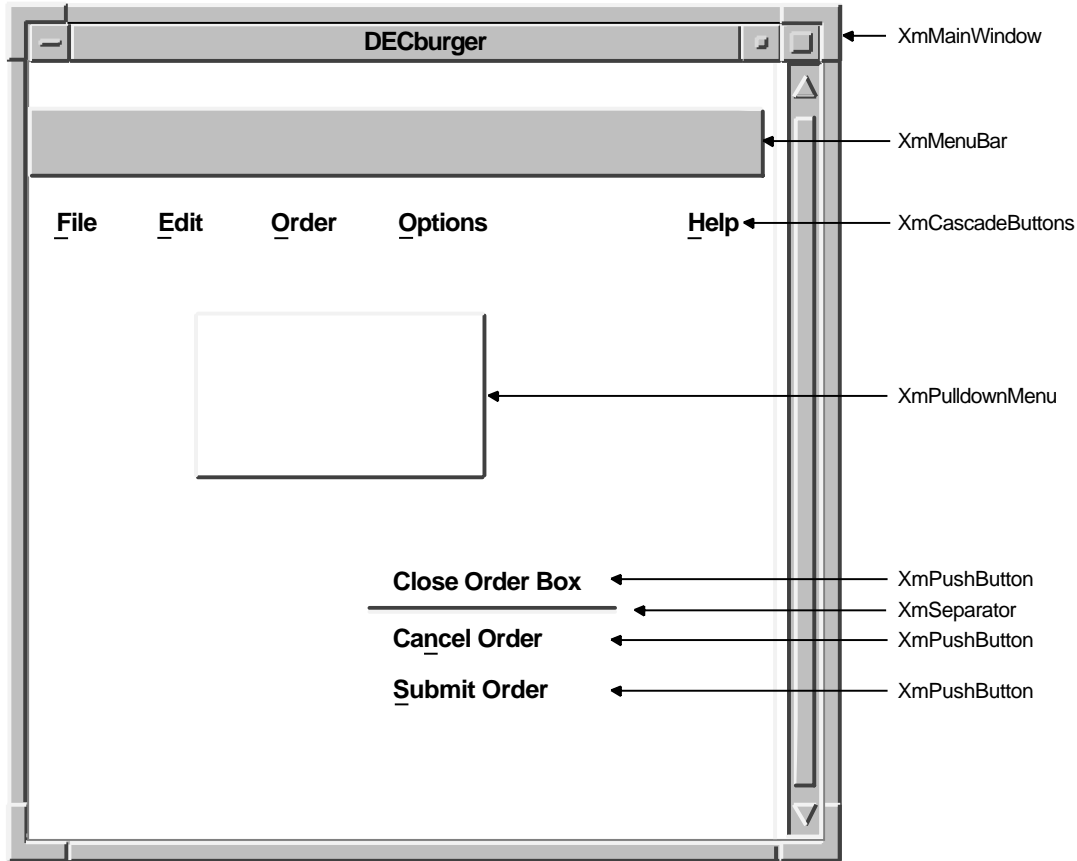 DECburger
XmMainWindow
XmMenuBar
File Edit Order Options Help
XmCascadeButtons
XmPulldownMenu
Close Order Box
XmPushButton
XmSeparator
Cancel Order
XmPushButton
Submit Order
XmPushButton